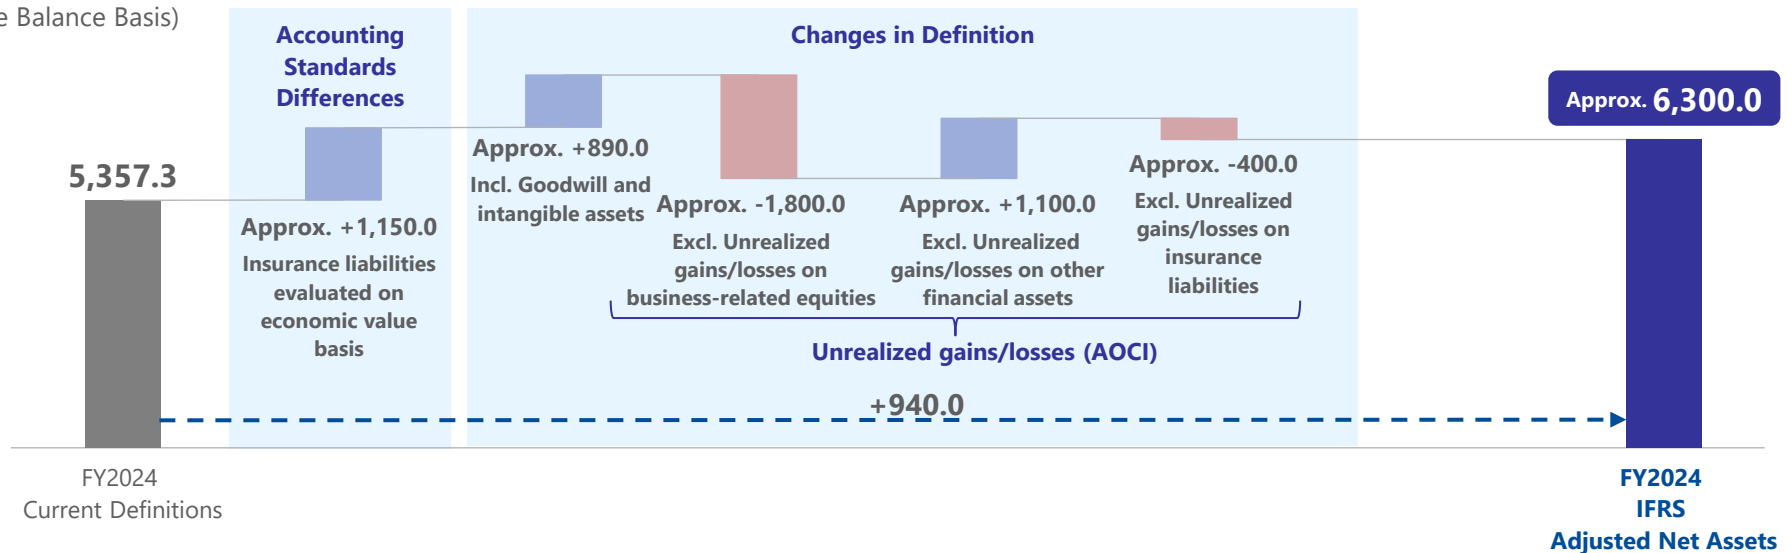 e Balance Basis)
Accounting
Standards
Differences
Changes in Definition
5,357.3
Approx. +1,150.0
Insurance liabilities
evaluated on
economic value
basis
Approx. +890.0
Incl. Goodwill and
intangible assets
Approx. -1,800.0
Excl. Unrealized
gains/losses on
business-related equities
Approx. +1,100.0
Excl. Unrealized
gains/losses on other
financial assets
Approx. -400.0
Excl. Unrealized
gains/losses on
insurance
liabilities
Unrealized gains/losses (AOCI)
+940.0
Approx. 6,300.0
FY2024
Current Definitions
FY2024
IFRS
Adjusted Net Assets